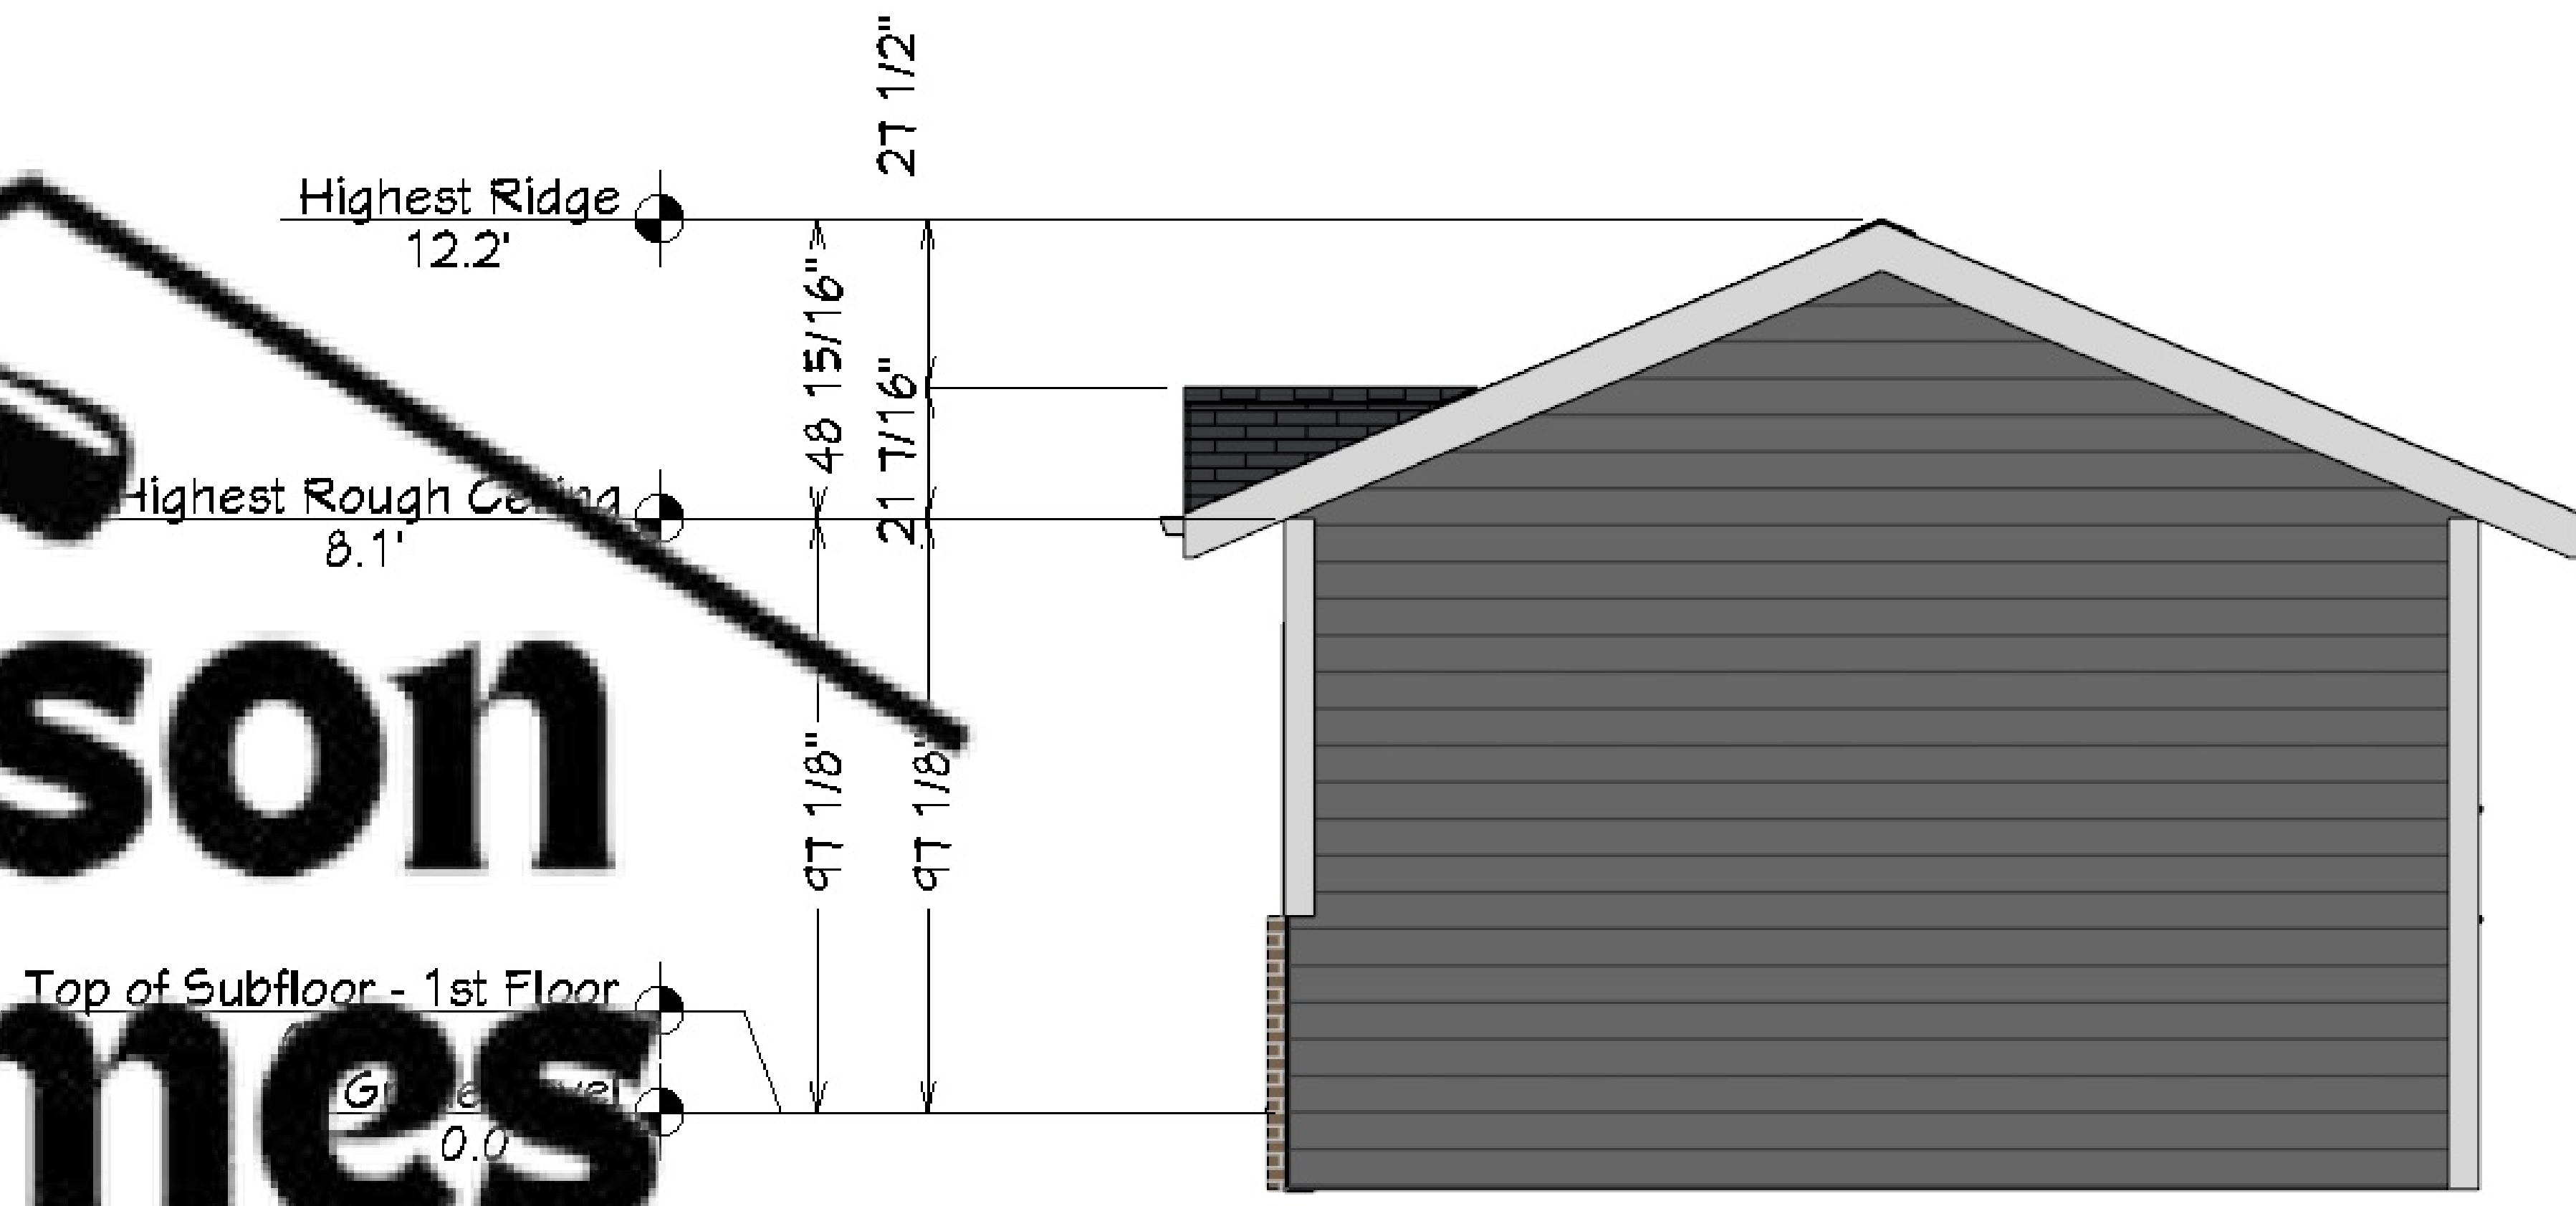 27 1/2"
Highest Ridge
12.2'
48 15/16"
21 7/16"
Highest Rough
8.1'
son
97 1/8"
97 1/8"
Top of Subfloor - 1st Floor
mes
0.0